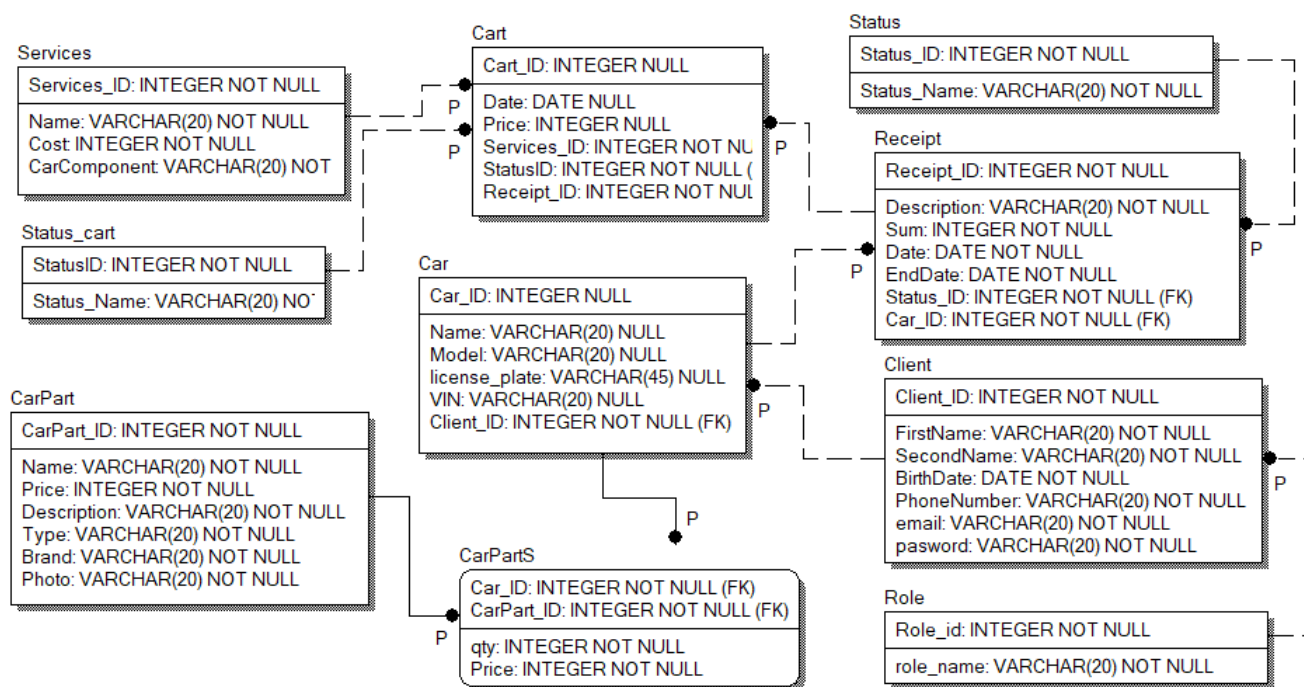 Services
Services_ID: INTEGER NOT NULL
Name: VARCHAR(20) NOT NULL
Cost: INTEGER NOT NULL
CarComponent: VARCHAR(20) NOT
Status_cart
StatusID: INTEGER NOT NULL
Status_Name: VARCHAR(20) NOT
CarPart
CarPart_ID: INTEGER NOT NULL
Name: VARCHAR(20) NOT NULL
Price: INTEGER NOT NULL
Description: VARCHAR(20) NOT NULL
Type: VARCHAR(20) NOT NULL
Brand: VARCHAR(20) NOT NULL
Photo: VARCHAR(20) NOT NULL
Cart
Cart_ID: INTEGER NULL
Date: DATE NULL
Price: INTEGER NULL
Services_ID: INTEGER NOT NU
StatusID: INTEGER NOT NULL (
Receipt_ID: INTEGER NOT NUL
P
P
P
Car
Car_ID: INTEGER NULL
Name: VARCHAR(20) NULL
Model: VARCHAR(20) NULL
license_plate: VARCHAR(45) NULL
VIN: VARCHAR(20) NULL
Client_ID: INTEGER NOT NULL (FK)
P
P
CarPartS
Car_ID: INTEGER NOT NULL (FK)
CarPart_ID: INTEGER NOT NULL (FK)
qty: INTEGER NOT NULL
Price: INTEGER NOT NULL
P
Status
Status_ID: INTEGER NOT NULL
Status_Name: VARCHAR(20) NOT NULL
Receipt
Receipt_ID: INTEGER NOT NULL
Description: VARCHAR(20) NOT NULL
Sum: INTEGER NOT NULL
Date: DATE NOT NULL
EndDate: DATE NOT NULL
Status_ID: INTEGER NOT NULL (FK)
Car_ID: INTEGER NOT NULL (FK)
P
P
Client
Client_ID: INTEGER NOT NULL
FirstName: VARCHAR(20) NOT NULL
SecondName: VARCHAR(20) NOT NULL
BirthDate: DATE NOT NULL
PhoneNumber: VARCHAR(20) NOT NULL
email: VARCHAR(20) NOT NULL
pasword: VARCHAR(20) NOT NULL
P
Role
Role_id: INTEGER NOT NULL
role_name: VARCHAR(20) NOT NULL